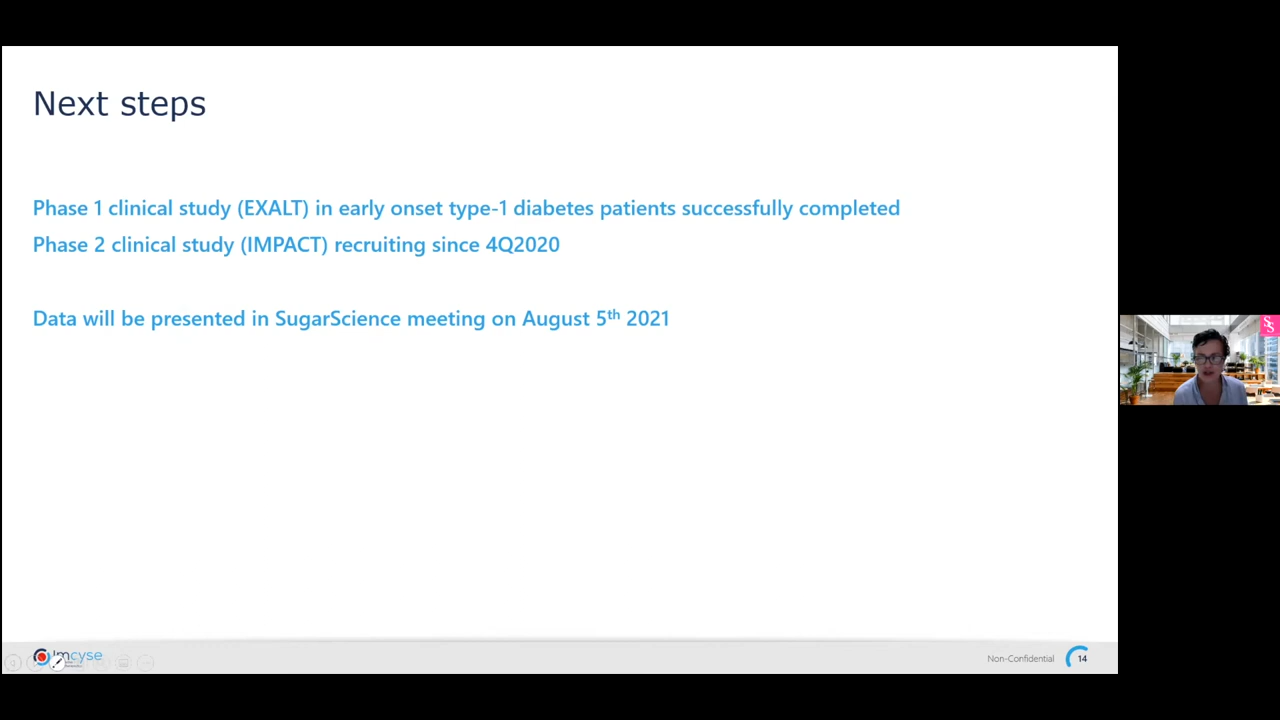 Next steps
Phase 1 clinical study (EXALT) in early onset type-1 diabetes patients successfully completed
Phase 2 clinical study (IMPACT) recruiting since 4Q2020
Data will be presented in SugarScience meeting on August 5th 2021
Imcyse
Non-Confidential
14
SS